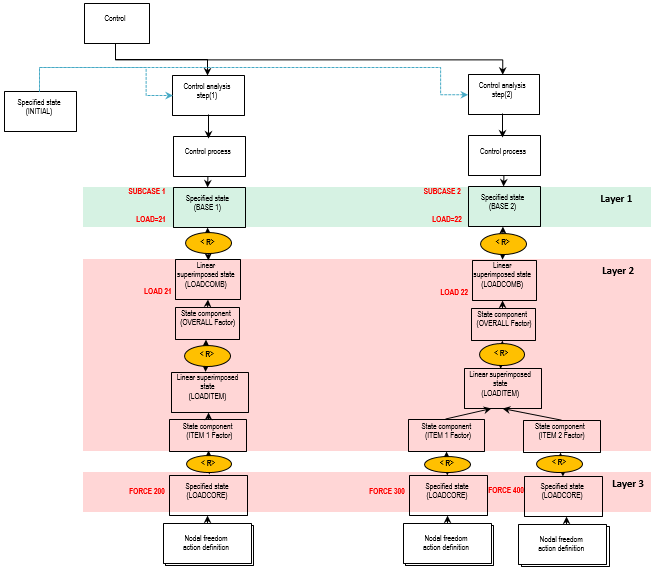 Control
Specified state
(INITIAL)
Control analysis
step(1)
Control analysis
step(2)
Control process
Control process
SUBCASE 1
Specified state
(BASE 1)
LOAD=21
SUBCASE 2
Specified state
(BASE 2)
LOAD=22
Layer 1
< R>
< R>
Linear
superimposed state
(LOADCOMB)
LOAD 21
Linear
superimposed state
(LOADCOMB)
LOAD 22
Layer 2
State component
(OVERALL Factor)
State component
(OVERALL Factor)
< R>
< R>
Linear superimposed
state
(LOADITEM)
Linear superimposed
state
(LOADITEM)
State component
(ITEM 1 Factor)
State component
(ITEM 1 Factor)
State component
(ITEM 2 Factor)
< R>
< R>
< R>
FORCE 200
Specified state
(LOADCORE)
FORCE 300
Specified state
(LOADCORE)
FORCE 400
Specified state
(LOADCORE)
Layer 3
Nodal freedom
action definition
Nodal freedom
action definition
Nodal freedom
action definition